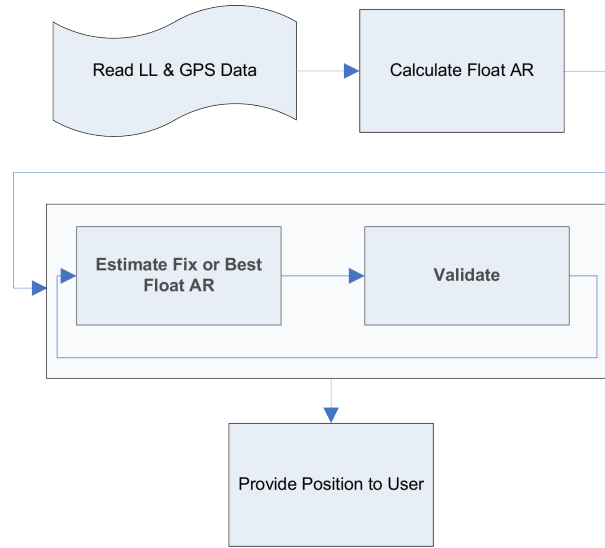 Read LL & GPS Data
Calculate Float AR
Estimate Fix or Best
Float AR
Validate
Provide Position to User